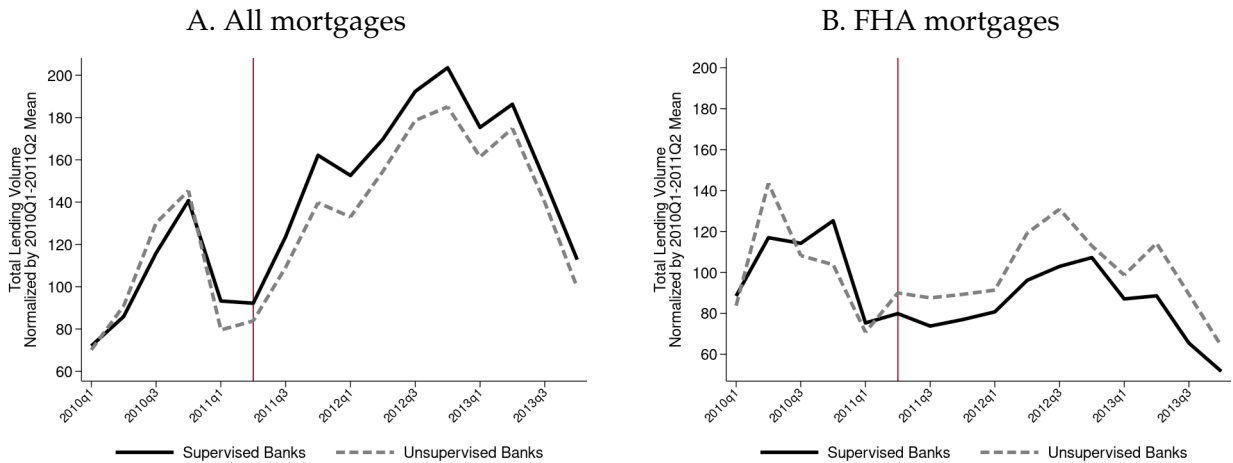 A. All mortgages
Total Lending Volume
Normalized by 2010Q1-2011Q2 Mean
200
180
160
140
120
100
80
60
2010q1
2010q3
2011q1
2011q3
2012q1
2012q3
2013q1
2013q3
Supervised Banks
Unsupervised Banks
B. FHA mortgages
Total Lending Volume
Normalized by 2010Q1-2011Q2 Mean
200
180
160
140
120
100
80
60
2010q1
2010q3
2011q1
2011q3
2012q1
2012q3
2013q1
2013q3
Supervised Banks
Unsupervised Banks